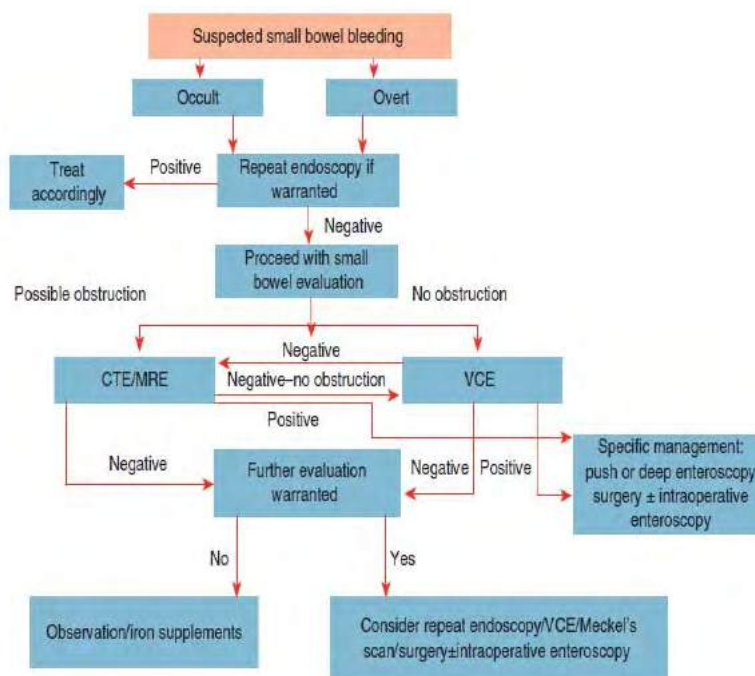 Suspected small bowel bleeding
Occult
Overt
Treat
accordingly
Positive
Repeat endoscopy if
warranted
Negative
Proceed with small
bowel evaluation
Possible obstruction
No obstruction
Negative
CTE/MRE
Negative–no obstruction
VCE
Positive
Specific management:
push or deep enteroscopy
surgery ± intraoperative
enteroscopy
Negative
Further evaluation
warranted
Negative
Positive
No
Yes
Observation/iron supplements
Consider repeat endoscopy/VCE/Meckel's
scan/surgery±intraoperative enteroscopy